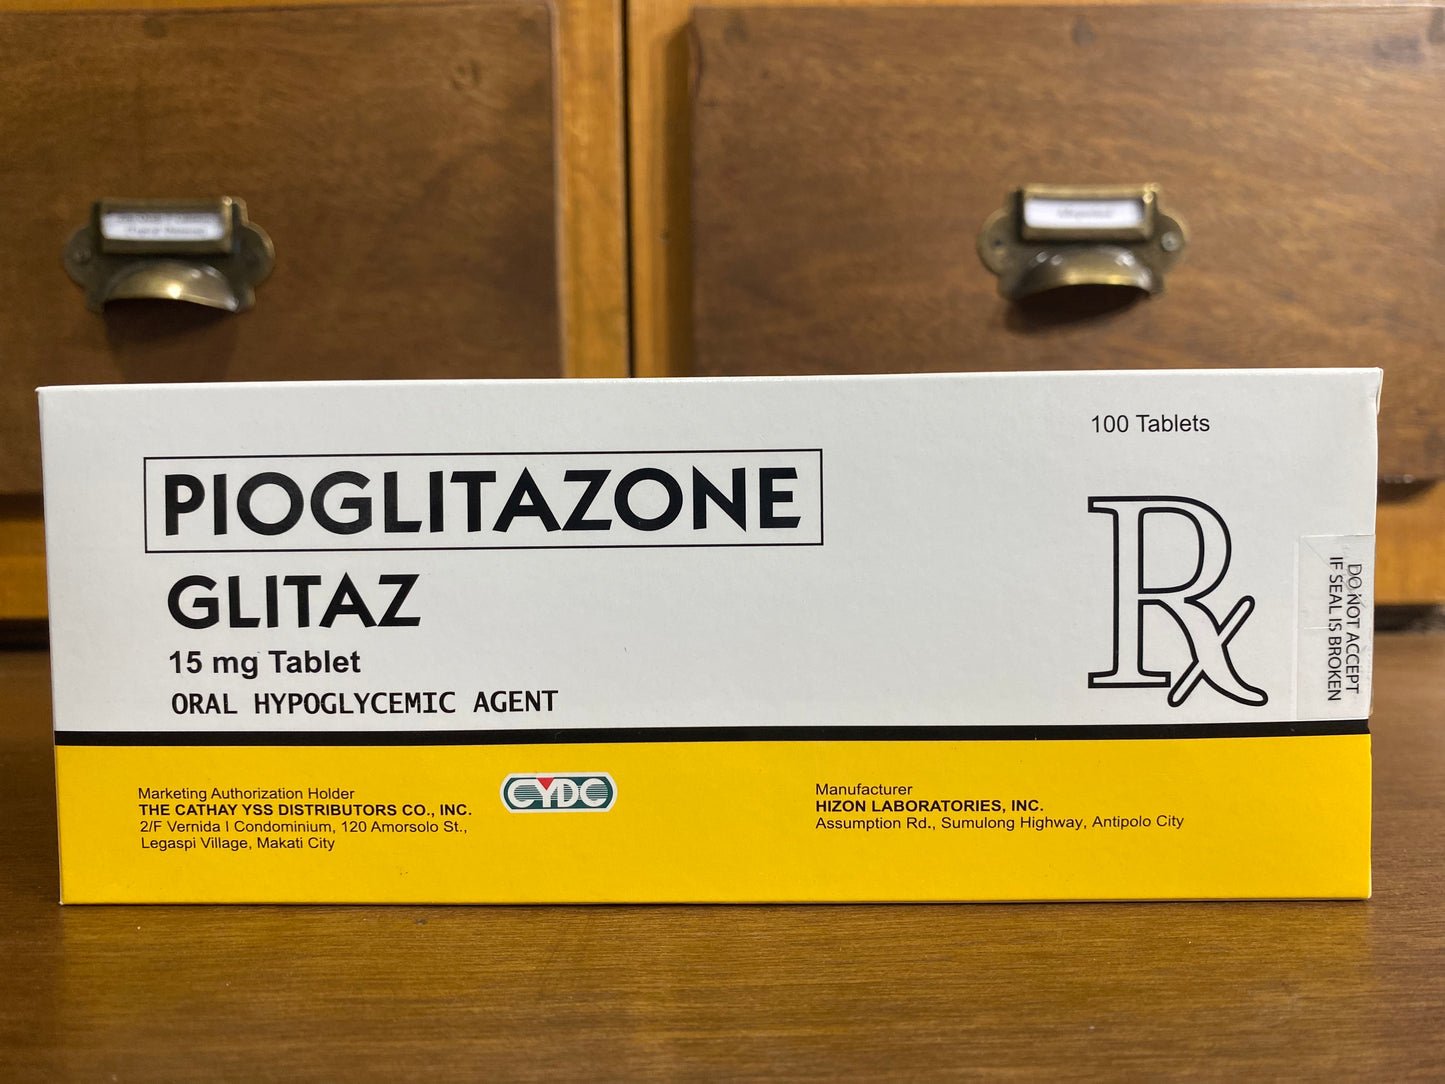 100 Tablets
PIOGLITAZONE
GLITAZ
15 mg Tablet
ORAL HYPOGLYCEMIC AGENT
Rx
DO NOT ACCEPT
IF SEAL IS BROKEN
Marketing Authorization Holder
THE CATHAY YSS DISTRIBUTORS CO., INC.
2/F Vernida I Condominium, 120 Amorsolo St.,
Legaspi Village, Makati City
CYDC
Manufacturer
HIZON LABORATORIES, INC.
Assumption Rd., Sumulong Highway, Antipolo City